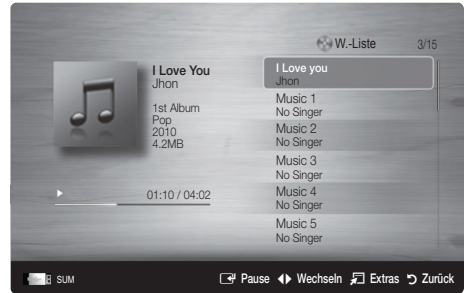 W.-Liste 3/15
I Love You
Jhon
1st Album
Pop
2010
4.2MB
01:10 / 04:02
I Love you
Jhon
Music 1
No Singer
Music 2
No Singer
Music 3
No Singer
Music 4
No Singer
Music 5
No Singer
SUM Pause Wechseln Extras Zurück